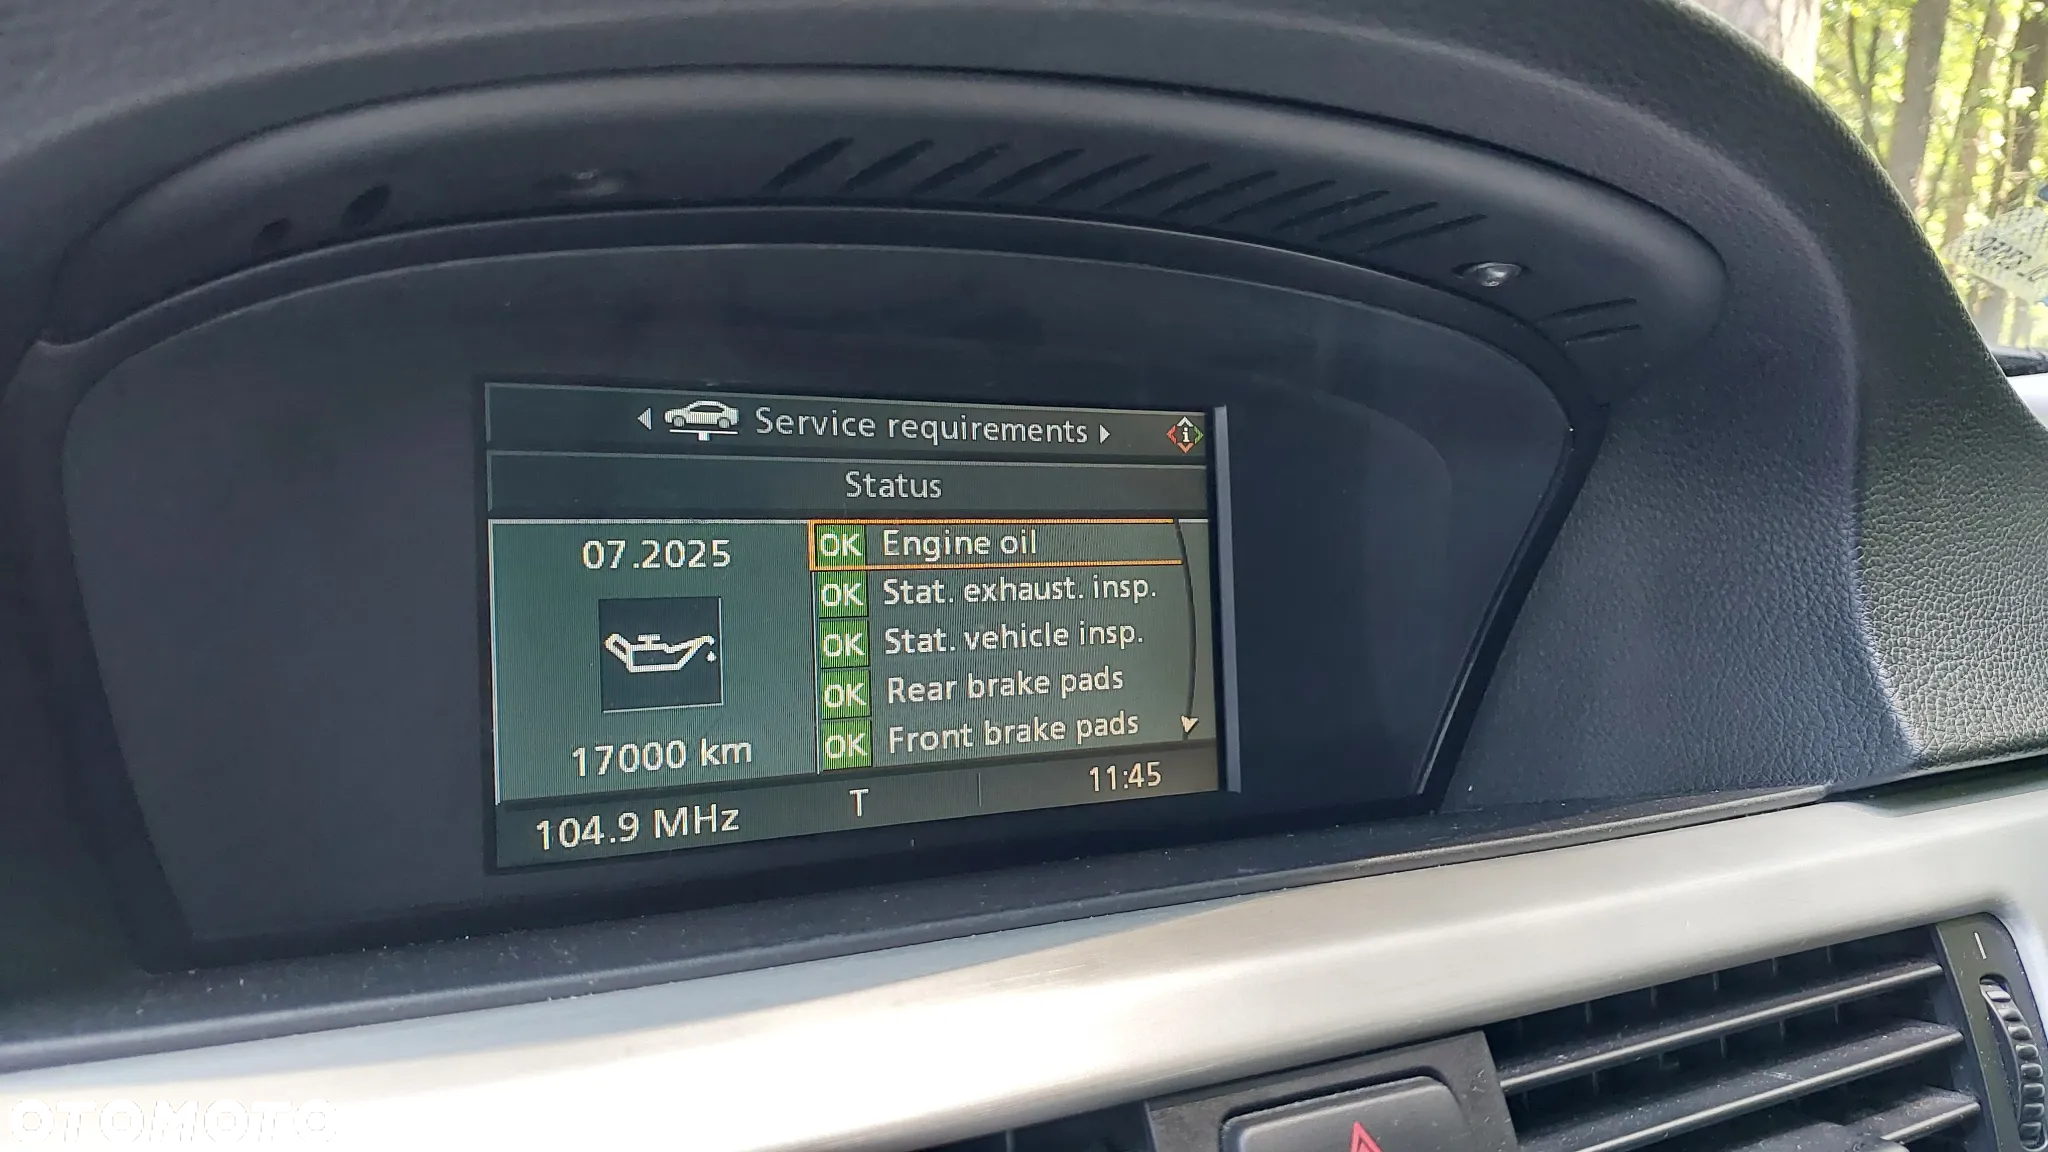 Service requirements
Status
07.2025
17000 km
OK Engine oil
OK Stat. exhaust. insp.
OK Stat. vehicle insp.
OK Rear brake pads
OK Front brake pads
104.9 MHz T 11:45
OTOMOTO